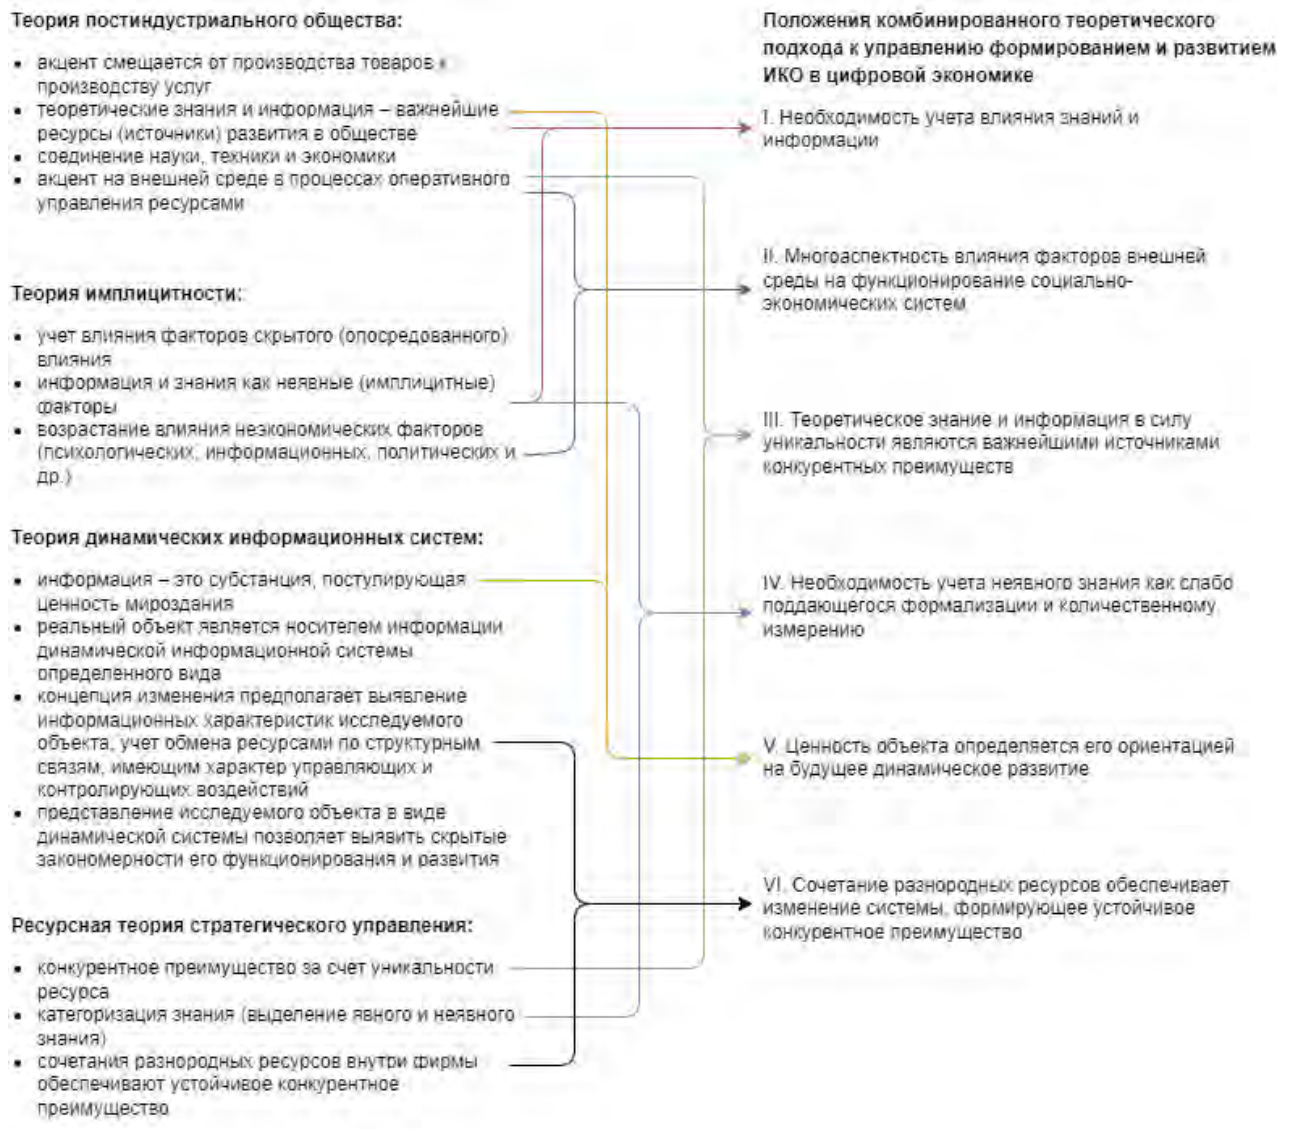 Теория постиндустриального общества:
• акцент смещается от производства товаров к
производству услуг
• теоретические знания и информация – важнейшие
ресурсы (источники) развития в обществе
• соединение науки, техники и экономики
• акцент на внешней среде в процессах оперативного
управления ресурсами
Теория имплицитности:
• учет влияния факторов скрытого (опосредованного)
влияния
• информация и знания как неявные (имплицитные)
факторы
• возрастание влияния неэкономических факторов
(психологических, информационных, политических и
др.)
Теория динамических информационных систем:
• информация – это субстанция, постулирующая
ценность мироздания
• реальный объект является носителем информации
динамической информационной системы
определенного вида
• концепция изменения предполагает выявление
информационных характеристик исследуемого
объекта, учет обмена ресурсами по структурным
связям, имеющим характер управляющих и
контролирующих воздействий
• представление исследуемого объекта в виде
динамической системы позволяет выявить скрытые
закономерности его функционирования и развития
Ресурсная теория стратегического управления:
• конкурентное преимущество за счет уникальности
ресурса
• категоризация знания (выделение явного и неявного
знания)
• сочетания разнородных ресурсов внутри фирмы
обеспечивают устойчивое конкурентное
преимущество
Положения комбинированного теоретического
подхода к управлению формированием и развитием
ИКО в цифровой экономике
I. Необходимость учета влияния знаний и
информации
II. Многоаспектность влияния факторов внешней
среды на функционирование социально-
экономических систем
III. Теоретическое знание и информация в силу
уникальности являются важнейшими источниками
конкурентных преимуществ
IV. Необходимость учета неявного знания как слабо
поддающегося формализации и количественному
измерению
V. Ценность объекта определяется его ориентацией
на будущее динамическое развитие
VI. Сочетание разнородных ресурсов обеспечивает
изменение системы, формирующее устойчивое
конкурентное преимущество